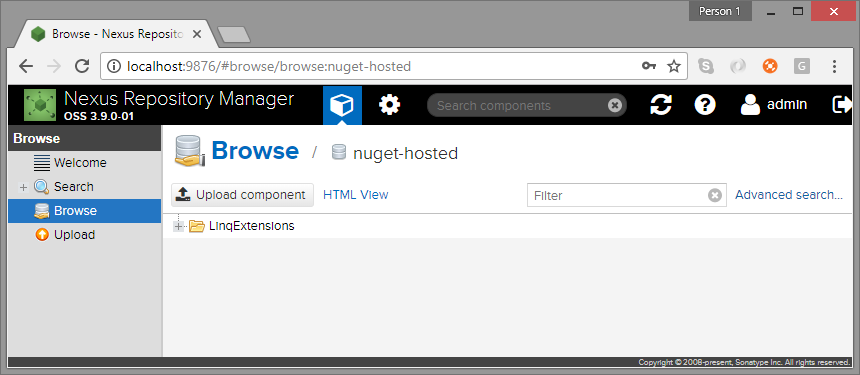 Person 1
Browse - Nexus Reposito
localhost:9876/#browse/browse:nuget-hosted
Nexus Repository Manager
OSS 3.9.0-01
Search components
admin
Browse
Welcome
Search
Browse
Upload
Browse / nuget-hosted
Upload component HTML View Filter Advanced search...
LinqExtensions
Copyright © 2008-present, Sonatype Inc. All rights reserved.